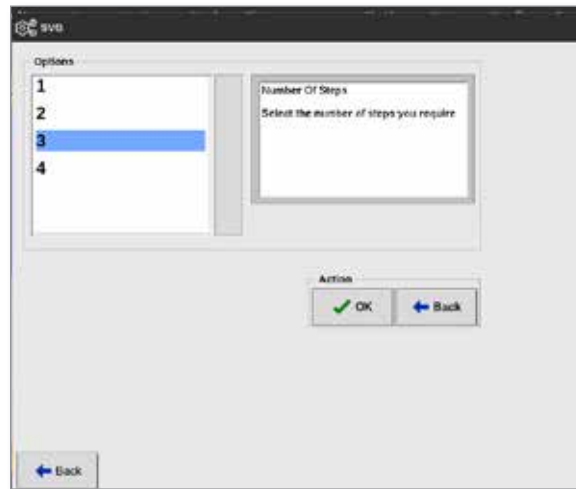 SVG
Options
1
2
3
4
Number Of Steps
Select the number of steps you require
Action
OK
Back
Back